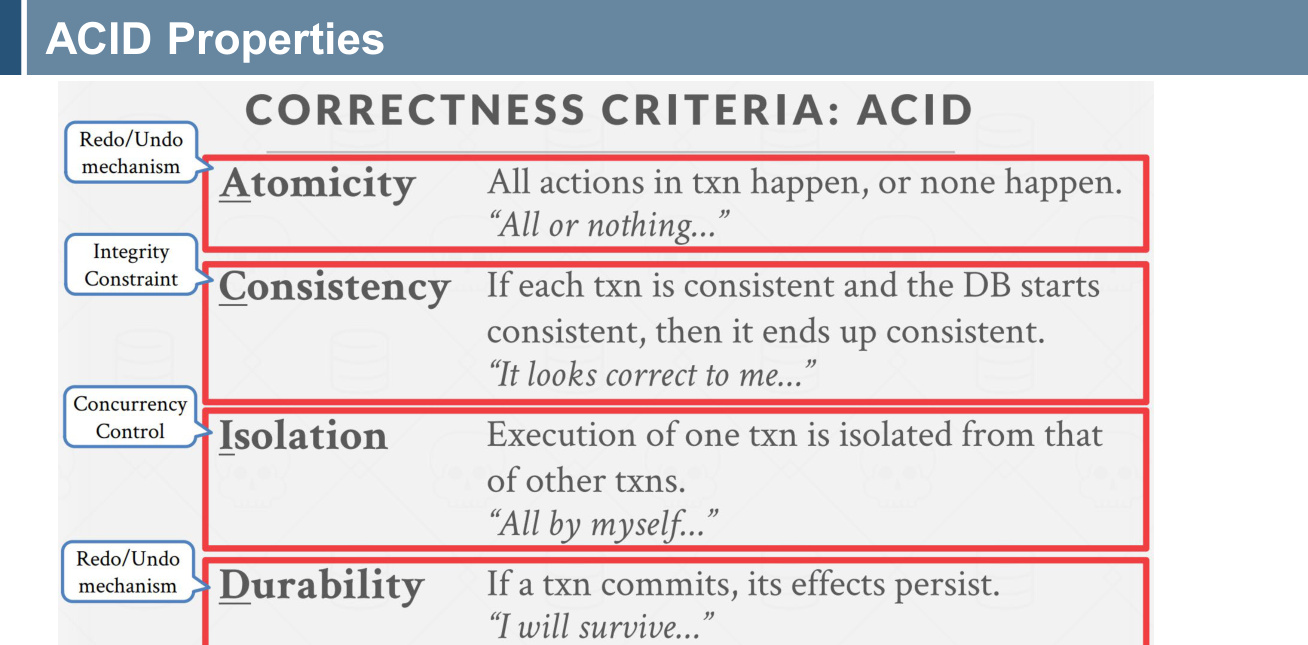 ACID Properties
CORRECTNESS CRITERIA: ACID
Redo/Undo
mechanism
Atomicity
All actions in txn happen, or none happen.
“All or nothing…”
Integrity
Constraint
Consistency
If each txn is consistent and the DB starts
consistent, then it ends up consistent.
“It looks correct to me…”
Concurrency
Control
Isolation
Execution of one txn is isolated from that
of other txns.
“All by myself…”
Redo/Undo
mechanism
Durability
If a txn commits, its effects persist.
“I will survive…”